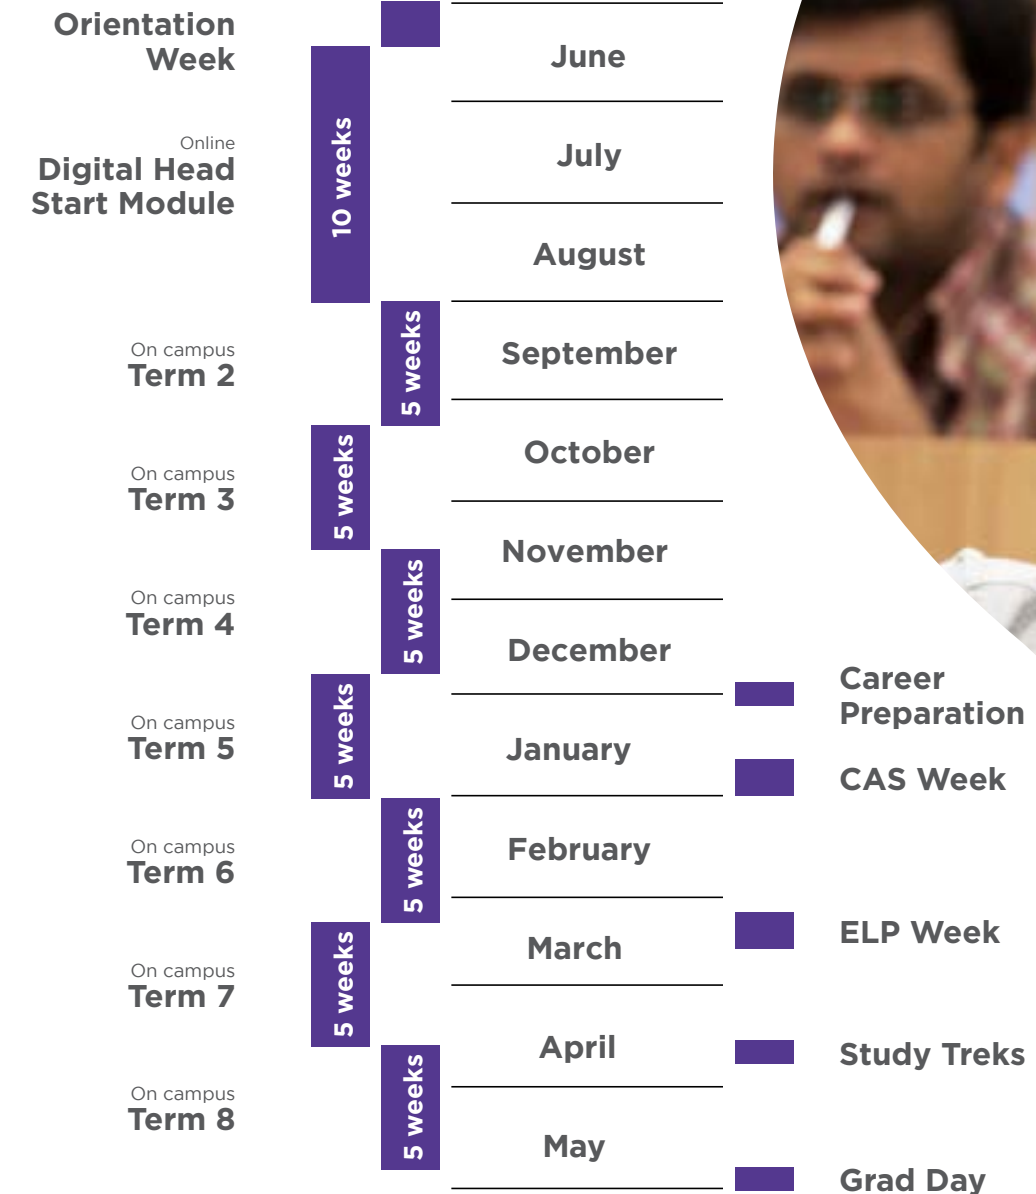 Orientation
Week
June
Online
Digital Head
Start Module
10 weeks
July
August
On campus
Term 2
5 weeks
September
On campus
Term 3
5 weeks
October
November
On campus
Term 4
5 weeks
December
Career
Preparation
On campus
Term 5
5 weeks
January
CAS Week
On campus
Term 6
5 weeks
February
ELP Week
On campus
Term 7
5 weeks
March
April
Study Treks
On campus
Term 8
5 weeks
May
Grad Day